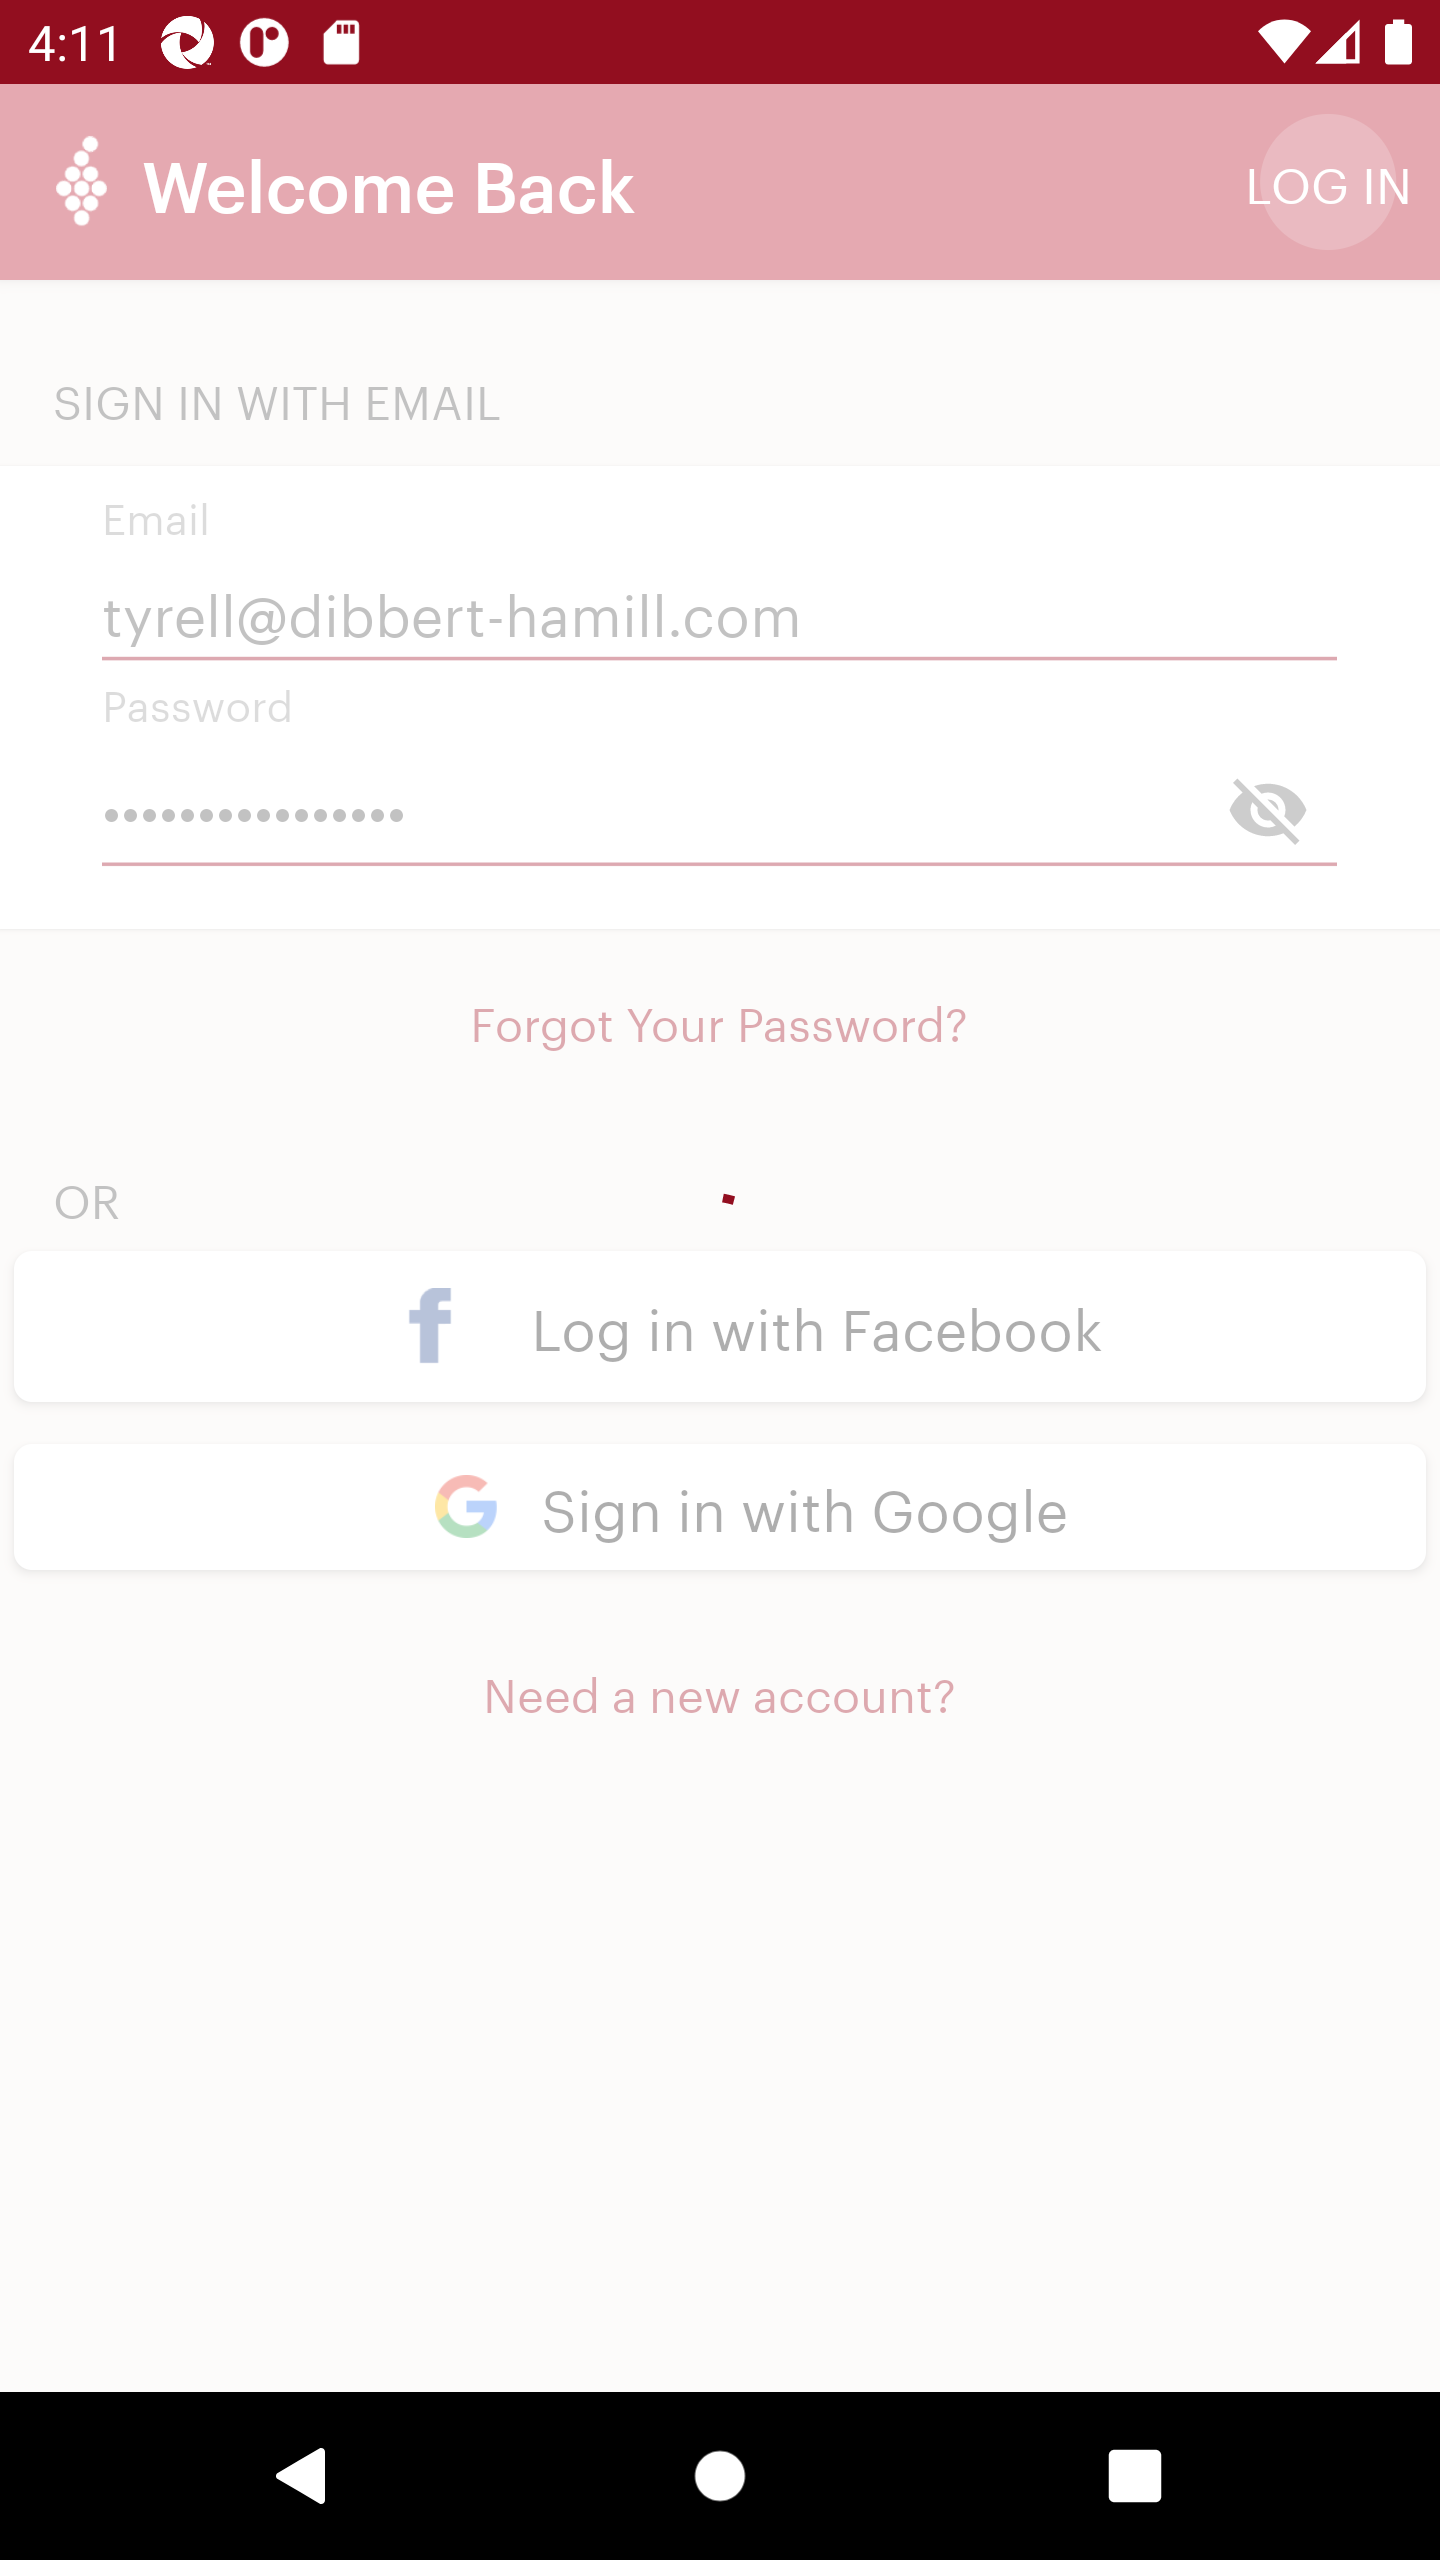 4:11
Welcome Back
LOG IN
SIGN IN WITH EMAIL
Email
tyrell@dibbert-hamill.com
Password
••••••••••••••••
Forgot Your Password?
OR
Log in with Facebook
Sign in with Google
Need a new account?